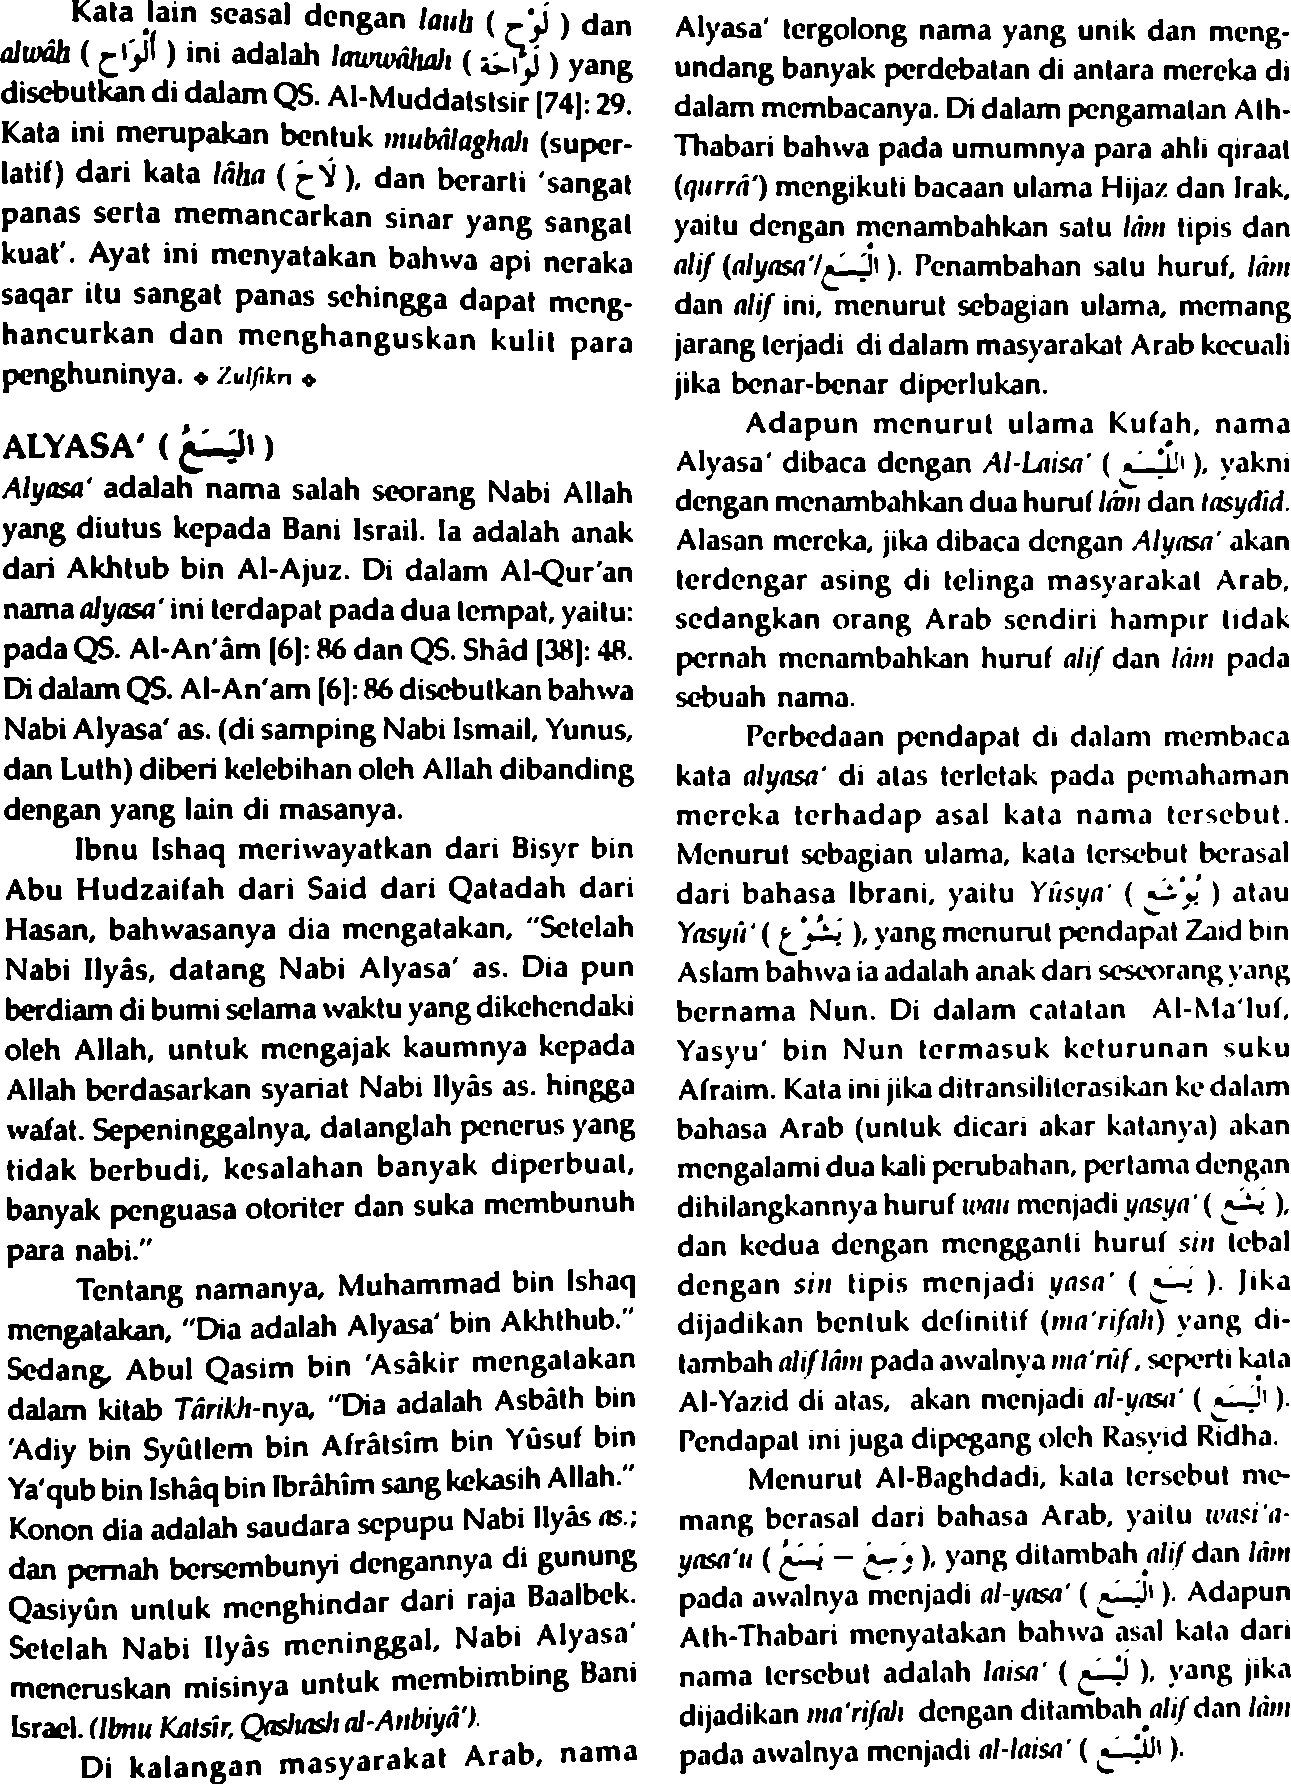 Kata lain seasal dengan lauh ( لَوْح ) dan
alwâh ( أَلْوَاح ) ini adalah lawwâhah ( لَوَّاحَة ) yang
disebutkan di dalam QS. Al-Muddatstsir [74]: 29.
Kata ini merupakan bentuk mubâlaghah (super-
latif) dari kata lâha ( لَاحَ ), dan berarti 'sangat
panas serta memancarkan sinar yang sangat
kuat'. Ayat ini menyatakan bahwa api neraka
saqar itu sangat panas sehingga dapat meng-
hancurkan dan menghanguskan kulit para
penghuninya. ⬥ Zulfikri ⬥
ALYASA' ( اليَسَعُ )
Alyasa' adalah nama salah seorang Nabi Allah
yang diutus kepada Bani Israil. Ia adalah anak
dari Akhtub bin Al-Ajuz. Di dalam Al-Qur'an
nama alyasa' ini terdapat pada dua tempat, yaitu:
pada QS. Al-An'âm [6]: 86 dan QS. Shâd [38]: 48.
Di dalam QS. Al-An'am [6]: 86 disebutkan bahwa
Nabi Alyasa' as. (di samping Nabi Ismail, Yunus,
dan Luth) diberi kelebihan oleh Allah dibanding
dengan yang lain di masanya.
Ibnu Ishaq meriwayatkan dari Bisyr bin
Abu Hudzaifah dari Said dari Qatadah dari
Hasan, bahwasanya dia mengatakan, "Setelah
Nabi Ilyâs, datang Nabi Alyasa' as. Dia pun
berdiam di bumi selama waktu yang dikehendaki
oleh Allah, untuk mengajak kaumnya kepada
Allah berdasarkan syariat Nabi Ilyâs as. hingga
wafat. Sepeninggalnya, datanglah penerus yang
tidak berbudi, kesalahan banyak diperbuat,
banyak penguasa otoriter dan suka membunuh
para nabi."
Tentang namanya, Muhammad bin Ishaq
mengatakan, "Dia adalah Alyasa' bin Akhthub."
Sedang, Abul Qasim bin 'Asâkir mengatakan
dalam kitab Târikh-nya, "Dia adalah Asbâth bin
'Adiy bin Syûtlem bin Afrâtsîm bin Yûsuf bin
Ya'qub bin Ishâq bin Ibrâhîm sang kekasih Allah."
Konon dia adalah saudara sepupu Nabi Ilyâs as.;
dan pernah bersembunyi dengannya di gunung
Qasiyûn untuk menghindar dari raja Baalbek.
Setelah Nabi Ilyâs meninggal, Nabi Alyasa'
meneruskan misinya untuk membimbing Bani
Israel. (Ibnu Katsîr, Qashash al-Anbiyâ').
Di kalangan masyarakat Arab, nama
Alyasa' tergolong nama yang unik dan meng-
undang banyak perdebatan di antara mereka di
dalam membacanya. Di dalam pengamatan Ath-
Thabari bahwa pada umumnya para ahli qiraat
(qurrâ') mengikuti bacaan ulama Hijaz dan Irak,
yaitu dengan menambahkan satu lâm tipis dan
alif (alyasa'/اليَسَع ). Penambahan satu huruf, lâm
dan alif ini, menurut sebagian ulama, memang
jarang terjadi di dalam masyarakat Arab kecuali
jika benar-benar diperlukan.
Adapun menurut ulama Kufah, nama
Alyasa' dibaca dengan Al-Laisa' ( اللَّيْسَع ), yakni
dengan menambahkan dua huruf lâm dan tasydîd.
Alasan mereka, jika dibaca dengan Alyasa' akan
terdengar asing di telinga masyarakat Arab,
sedangkan orang Arab sendiri hampir tidak
pernah menambahkan huruf alif dan lâm pada
sebuah nama.
Perbedaan pendapat di dalam membaca
kata alyasa' di atas terletak pada pemahaman
mereka terhadap asal kata nama tersebut.
Menurut sebagian ulama, kata tersebut berasal
dari bahasa Ibrani, yaitu Yûsya' ( يُوْشَع ) atau
Yasyû' ( يَشُوْع ), yang menurut pendapat Zaid bin
Aslam bahwa ia adalah anak dari seseorang yang
bernama Nun. Di dalam catatan Al-Ma'luf,
Yasyu' bin Nun termasuk keturunan suku
Afraim. Kata ini jika ditransiliterasikan ke dalam
bahasa Arab (untuk dicari akar katanya) akan
mengalami dua kali perubahan, pertama dengan
dihilangkannya huruf wau menjadi yasya' ( يَشَع ),
dan kedua dengan mengganti huruf sin tebal
dengan sin tipis menjadi yasa' ( يَسَع ). Jika
dijadikan bentuk definitif (ma'rifah) yang di-
tambah alif lâm pada awalnya ma'rûf, seperti kata
Al-Yazid di atas, akan menjadi al-yasa' ( اليَسَع ).
Pendapat ini juga dipegang oleh Rasyid Ridha.
Menurut Al-Baghdadi, kata tersebut me-
mang berasal dari bahasa Arab, yaitu wasi'a-
yasa'u ( وَسِعَ – يَسَعُ ), yang ditambah alif dan lâm
pada awalnya menjadi al-yasa' ( اليَسَع ). Adapun
Ath-Thabari menyatakan bahwa asal kata dari
nama tersebut adalah laisa' ( لَيْسَع ), yang jika
dijadikan ma'rifah dengan ditambah alif dan lâm
pada awalnya menjadi al-laisa' ( اللَّيْسَع ).